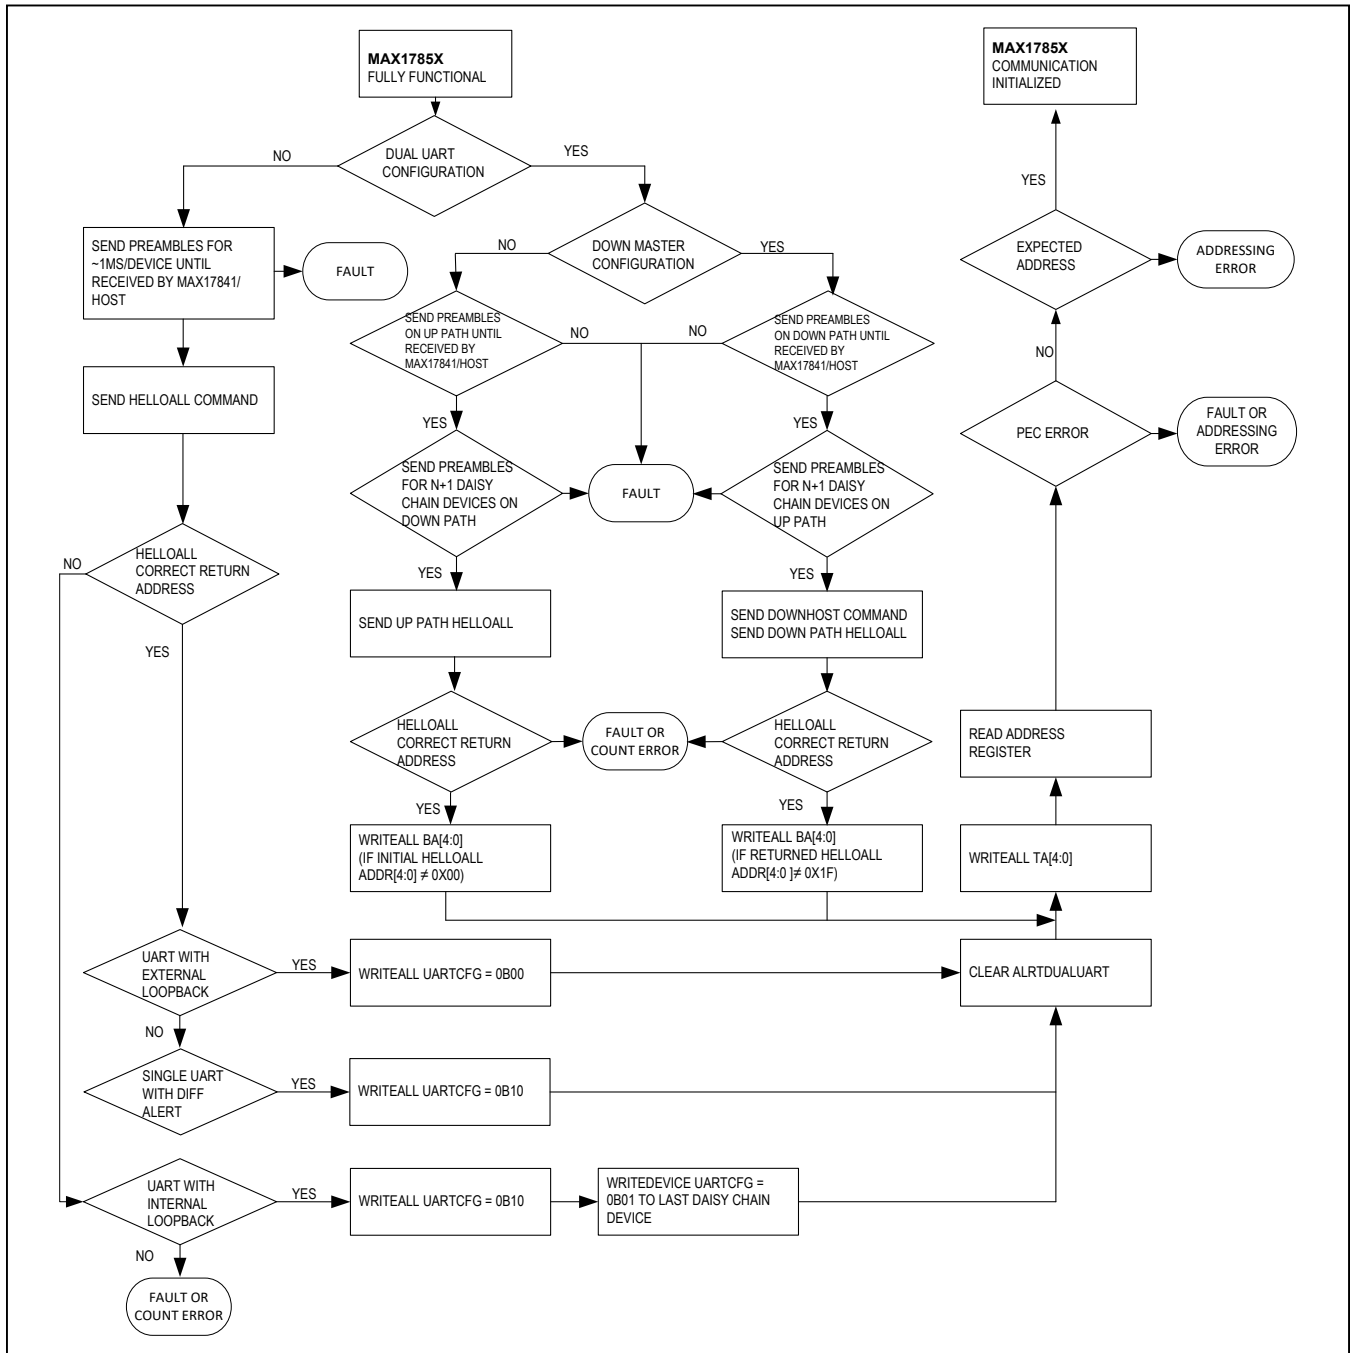 MAX1785X
FULLY FUNCTIONAL
MAX1785X
COMMUNICATION
INITIALIZED
DUAL UART
CONFIGURATION
NO
YES
SEND PREAMBLES FOR
~1MS/DEVICE UNTIL
RECEIVED BY MAX17841/
HOST
FAULT
DOWN MASTER
CONFIGURATION
NO
YES
YES
EXPECTED
ADDRESS
ADDRESSING
ERROR
SEND PREAMBLES
ON UP PATH UNTIL
RECEIVED BY
MAX17841/HOST
NO
NO
SEND PREAMBLES
ON DOWN PATH UNTIL
RECEIVED BY
MAX17841/HOST
NO
SEND HELLOALL COMMAND
YES
YES
PEC ERROR
FAULT OR
ADDRESSING
ERROR
SEND PREAMBLES
FOR N+1 DAISY
CHAIN DEVICES ON
DOWN PATH
FAULT
SEND PREAMBLES
FOR N+1 DAISY
CHAIN DEVICES ON
UP PATH
NO
HELLOALL
CORRECT RETURN
ADDRESS
YES
YES
YES
SEND UP PATH HELLOALL
SEND DOWNHOST COMMAND
SEND DOWN PATH HELLOALL
HELLOALL
CORRECT RETURN
ADDRESS
FAULT OR
COUNT ERROR
HELLOALL
CORRECT RETURN
ADDRESS
READ ADDRESS
REGISTER
YES
YES
WRITEALL BA[4:0]
(IF INITIAL HELLOALL
ADDR[4:0] ≠ 0X00)
WRITEALL BA[4:0]
(IF RETURNED HELLOALL
ADDR[4:0 ]≠ 0X1F)
WRITEALL TA[4:0]
UART WITH
EXTERNAL
LOOPBACK
YES
WRITEALL UARTCFG = 0B00
CLEAR ALRTDUALUART
NO
SINGLE UART
WITH DIFF
ALERT
YES
WRITEALL UARTCFG = 0B10
UART WITH
INTERNAL
LOOPBACK
YES
WRITEALL UARTCFG = 0B10
WRITEDEVICE UARTCFG =
0B01 TO LAST DAISY CHAIN
DEVICE
NO
FAULT OR
COUNT ERROR